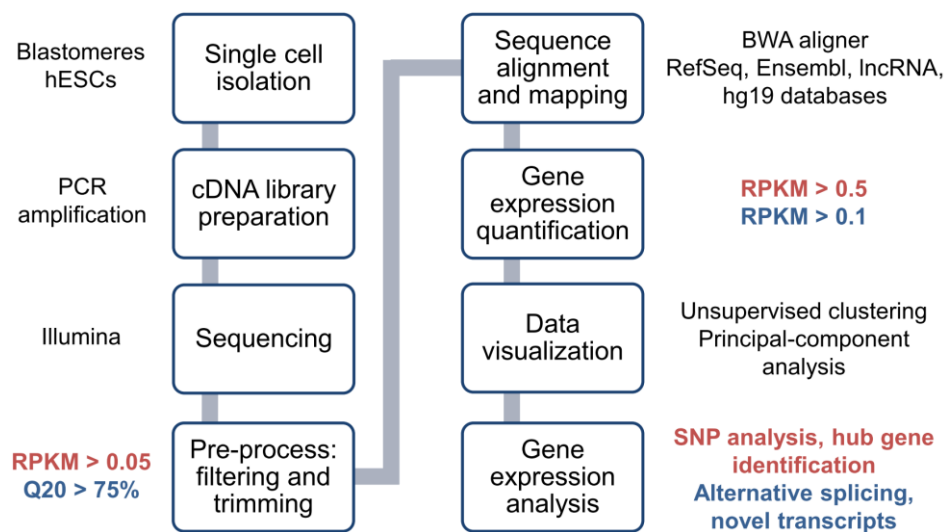 Blastomeres
hESCs
Single cell
isolation
PCR
amplification
cDNA library
preparation
Illumina
Sequencing
RPKM > 0.05
Q20 > 75%
Pre-process:
filtering and
trimming
Sequence
alignment
and mapping
BWA aligner
RefSeq, Ensembl, lncRNA,
hg19 databases
Gene
expression
quantification
RPKM > 0.5
RPKM > 0.1
Data
visualization
Unsupervised clustering
Principal-component
analysis
Gene
expression
analysis
SNP analysis, hub gene
identification
Alternative splicing,
novel transcripts